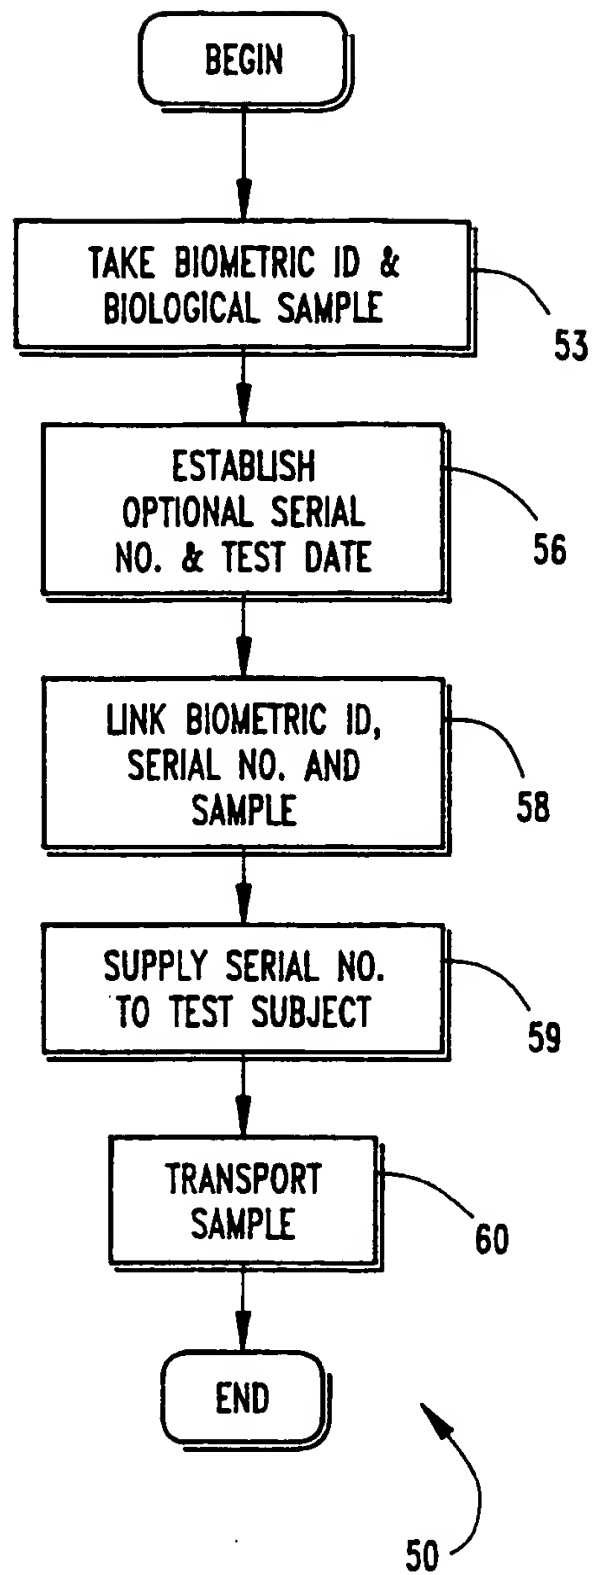 BEGIN
TAKE BIOMETRIC ID &
BIOLOGICAL SAMPLE
53
ESTABLISH
OPTIONAL SERIAL
NO. & TEST DATE
56
LINK BIOMETRIC ID,
SERIAL NO. AND
SAMPLE
58
SUPPLY SERIAL NO.
TO TEST SUBJECT
59
TRANSPORT
SAMPLE
60
END
50